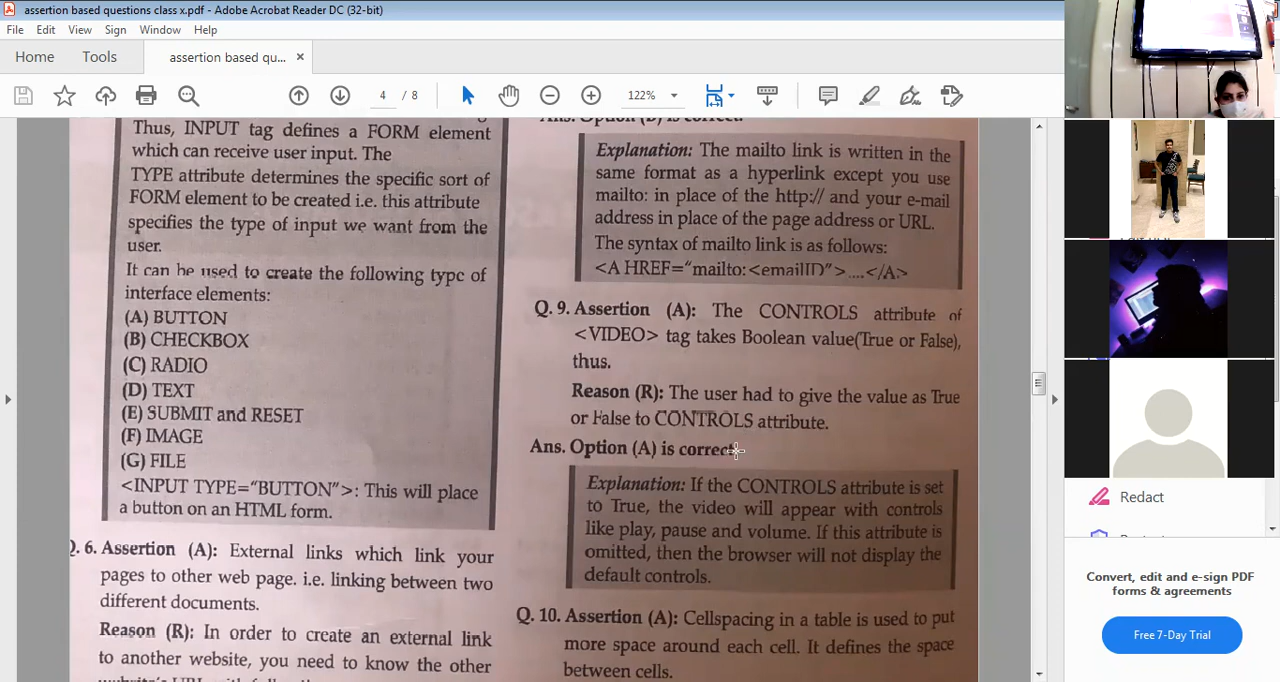 assertion based questions class x.pdf - Adobe Acrobat Reader DC (32-bit)
File Edit View Sign Window Help
Home Tools assertion based qu... ×
4 / 8 122%
Thus, INPUT tag defines a FORM element
which can receive user input. The
TYPE attribute determines the specific sort of
FORM element to be created i.e. this attribute
specifies the type of input we want from the
user.
It can be used to create the following type of
interface elements:
(A) BUTTON
(B) CHECKBOX
(C) RADIO
(D) TEXT
(E) SUBMIT and RESET
(F) IMAGE
(G) FILE
<INPUT TYPE="BUTTON">: This will place
a button on an HTML form.
Q. 6. Assertion (A): External links which link your
pages to other web page. i.e. linking between two
different documents.
Reason (R): In order to create an external link
to another website, you need to know the other
Ans. Option (B) is correct.
Explanation: The mailto link is written in the
same format as a hyperlink except you use
mailto: in place of the http:// and your e-mail
address in place of the page address or URL.
The syntax of mailto link is as follows:
<A HREF="mailto:<emailID">....</A>
Q. 9. Assertion (A): The CONTROLS attribute of
<VIDEO> tag takes Boolean value(True or False),
thus.
Reason (R): The user had to give the value as True
or False to CONTROLS attribute.
Ans. Option (A) is correct
Explanation: If the CONTROLS attribute is set
to True, the video will appear with controls
like play, pause and volume. If this attribute is
omitted, then the browser will not display the
default controls.
Q. 10. Assertion (A): Cellspacing in a table is used to put
more space around each cell. It defines the space
between cells.
Redact
Convert, edit and e-sign PDF
forms & agreements
Free 7-Day Trial